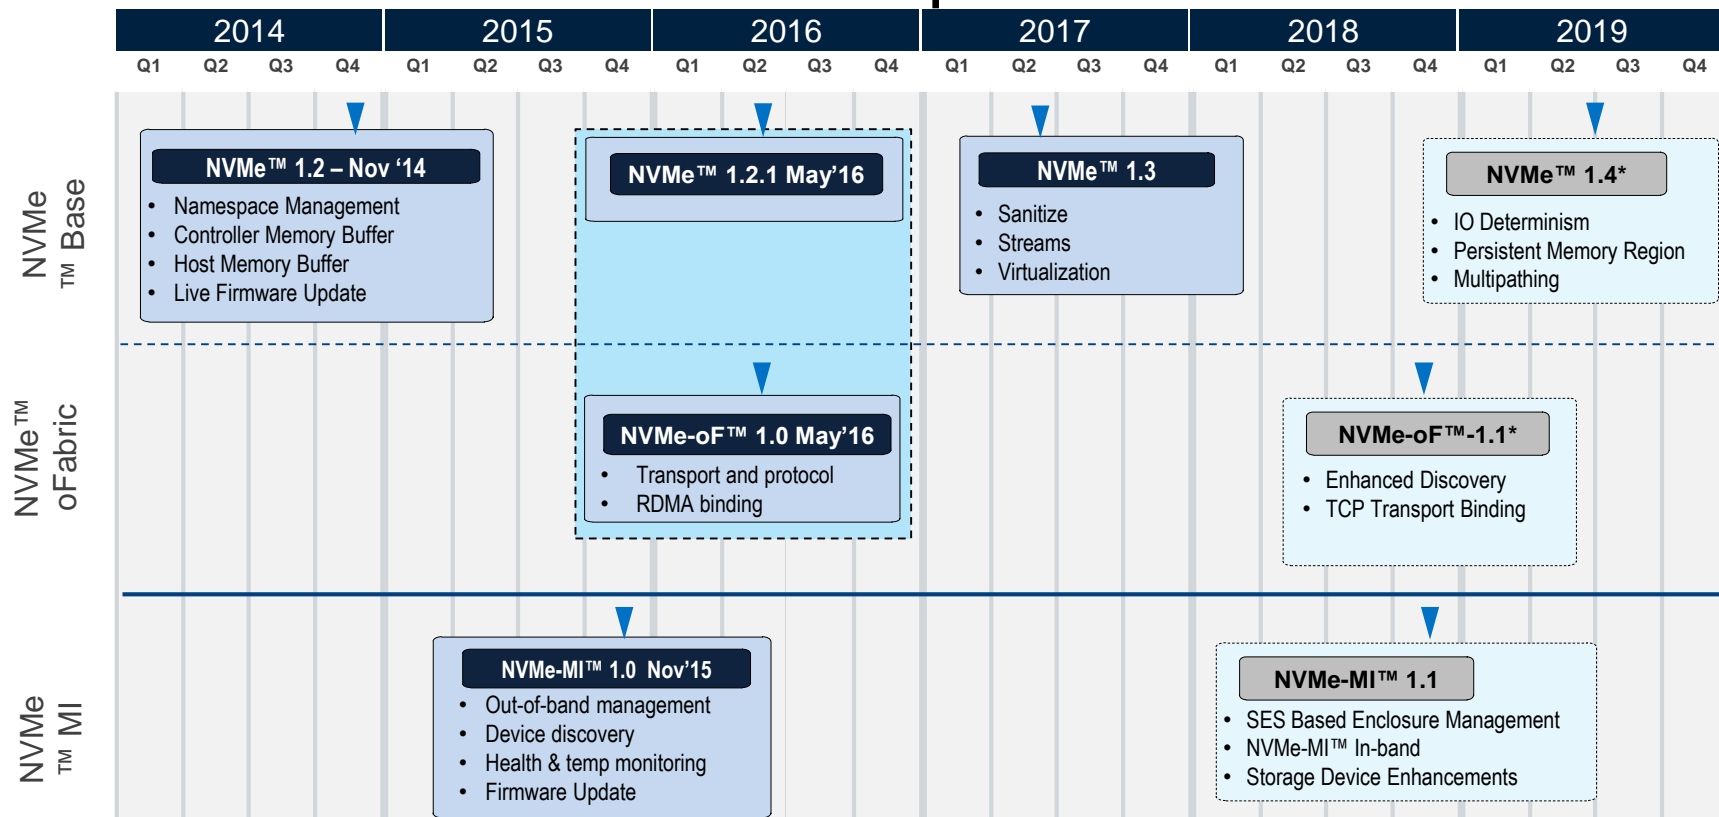 2014 2015 2016 2017 2018 2019
Q1 Q2 Q3 Q4 Q1 Q2 Q3 Q4 Q1 Q2 Q3 Q4 Q1 Q2 Q3 Q4 Q1 Q2 Q3 Q4 Q1 Q2 Q3 Q4
NVMe
™ Base
NVMe™ 1.2 – Nov ‘14
• Namespace Management
• Controller Memory Buffer
• Host Memory Buffer
• Live Firmware Update
NVMe™ 1.2.1 May’16
NVMe™ 1.3
• Sanitize
• Streams
• Virtualization
NVMe™ 1.4*
• IO Determism
• Persistent Memory Region
• Multipathing
NVMe™
oFabric
NVMe-oF™ 1.0 May’16
• Transport and protocol
• RDMA binding
NVMe-oF™-1.1*
• Enhanced Discovery
• TCP Transport Binding
NVMe
™ MI
NVMe-MI™ 1.0 Nov’15
• Out-of-band management
• Device discovery
• Health & temp monitoring
• Firmware Update
NVMe-MI™ 1.1
• SES Based Enclosure Management
• NVMe-MI™ In-band
• Storage Device Enhancements